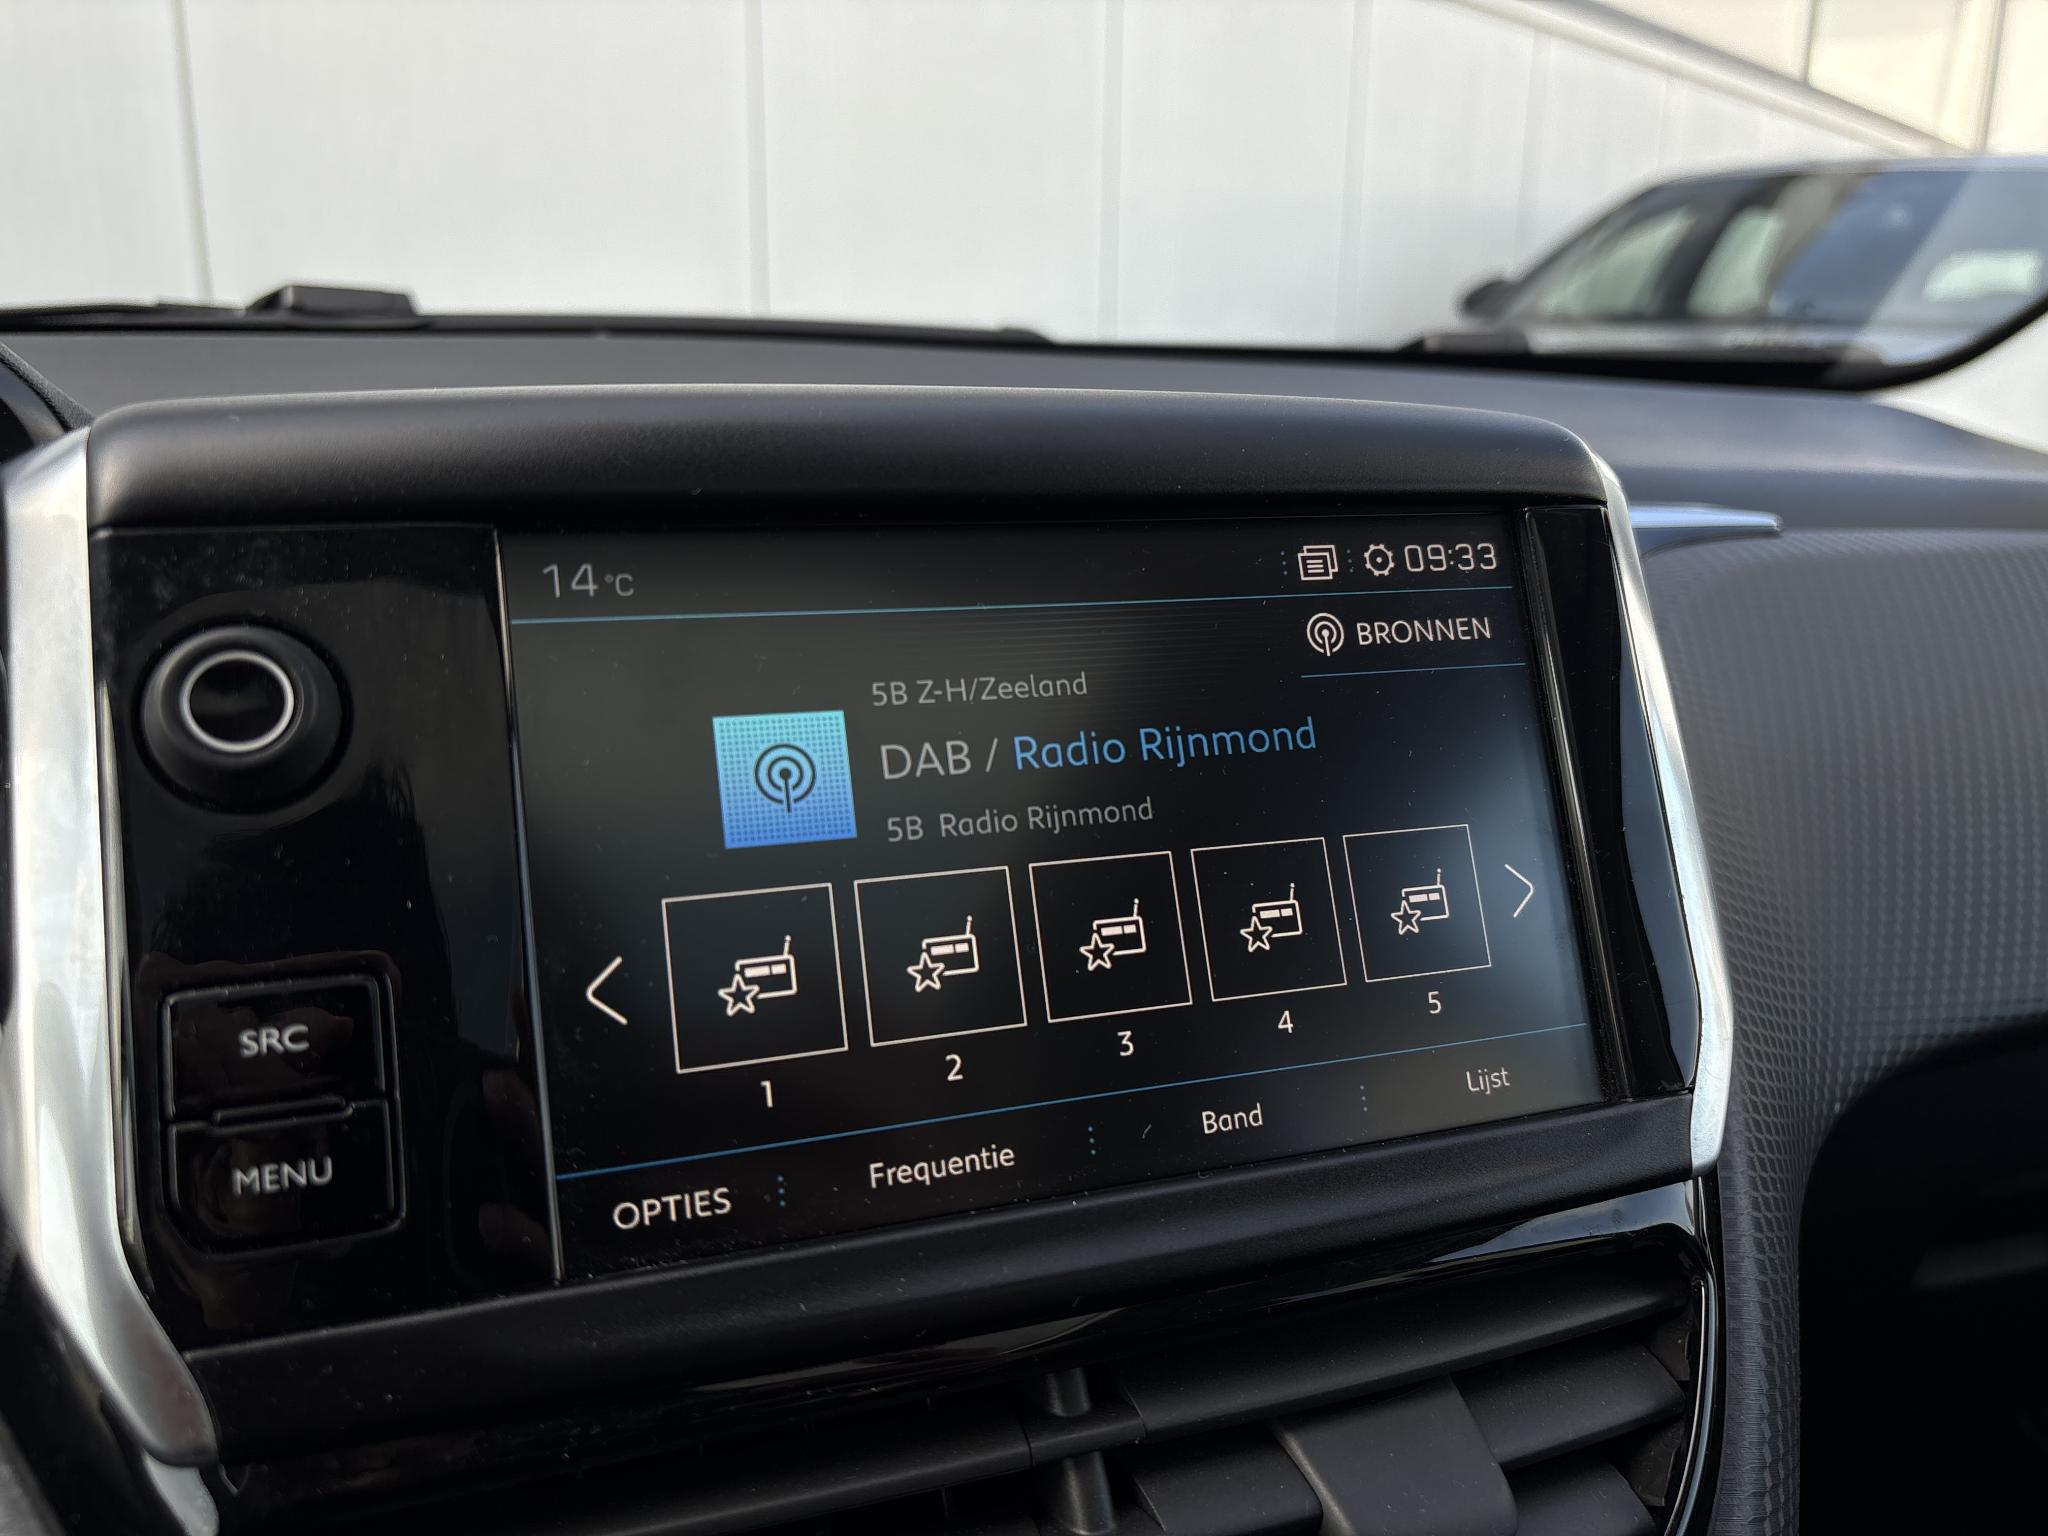 14 °C
09:33
BRONNEN
5B Z-H/Zeeland
DAB / Radio Rijnmond
5B Radio Rijnmond
1 2 3 4 5
OPTIES Frequentie Band Lijst
SRC
MENU